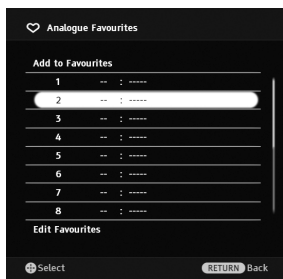 Analogue Favourites
Add to Favourites
1 -- : -----
2 -- : -----
3 -- : -----
4 -- : -----
5 -- : -----
6 -- : -----
7 -- : -----
8 -- : -----
Edit Favourites
Select RETURN Back